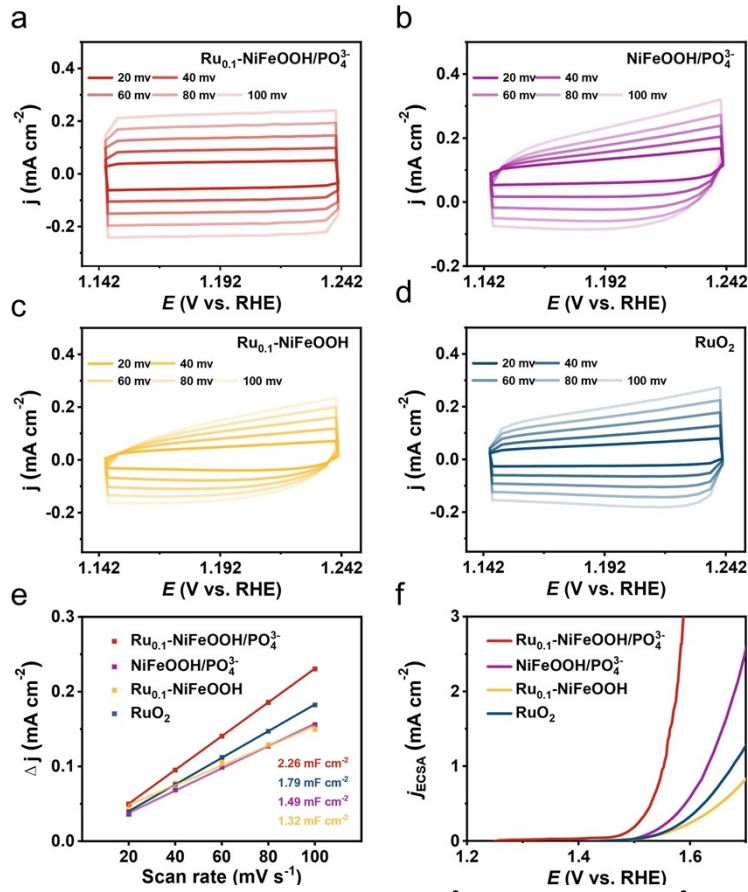 a
Ru₀.₁-NiFeOOH/PO₄³⁻
20 mv 40 mv
60 mv 80 mv 100 mv
0.4
0.2
0.0
-0.2
j (mA cm⁻²)
1.142 1.192 1.242
E (V vs. RHE)
b
NiFeOOH/PO₄³⁻
20 mv 40 mv
60 mv 80 mv 100 mv
0.4
0.2
0.0
-0.2
j (mA cm⁻²)
1.142 1.192 1.242
E (V vs. RHE)
c
Ru₀.₁-NiFeOOH
20 mv 40 mv
60 mv 80 mv 100 mv
0.4
0.2
0.0
-0.2
j (mA cm⁻²)
1.142 1.192 1.242
E (V vs. RHE)
d
RuO₂
20 mv 40 mv
60 mv 80 mv 100 mv
0.4
0.2
0.0
-0.2
j (mA cm⁻²)
1.142 1.192 1.242
E (V vs. RHE)
e
Ru₀.₁-NiFeOOH/PO₄³⁻
NiFeOOH/PO₄³⁻
Ru₀.₁-NiFeOOH
RuO₂
2.26 mF cm⁻²
1.79 mF cm⁻²
1.49 mF cm⁻²
1.32 mF cm⁻²
0.3
0.2
0.1
0.0
Δ j (mA cm⁻²)
20 40 60 80 100
Scan rate (mV s⁻¹)
f
Ru₀.₁-NiFeOOH/PO₄³⁻
NiFeOOH/PO₄³⁻
Ru₀.₁-NiFeOOH
RuO₂
3
2
1
0
jECSA (mA cm⁻²)
1.2 1.4 1.6
E (V vs. RHE)